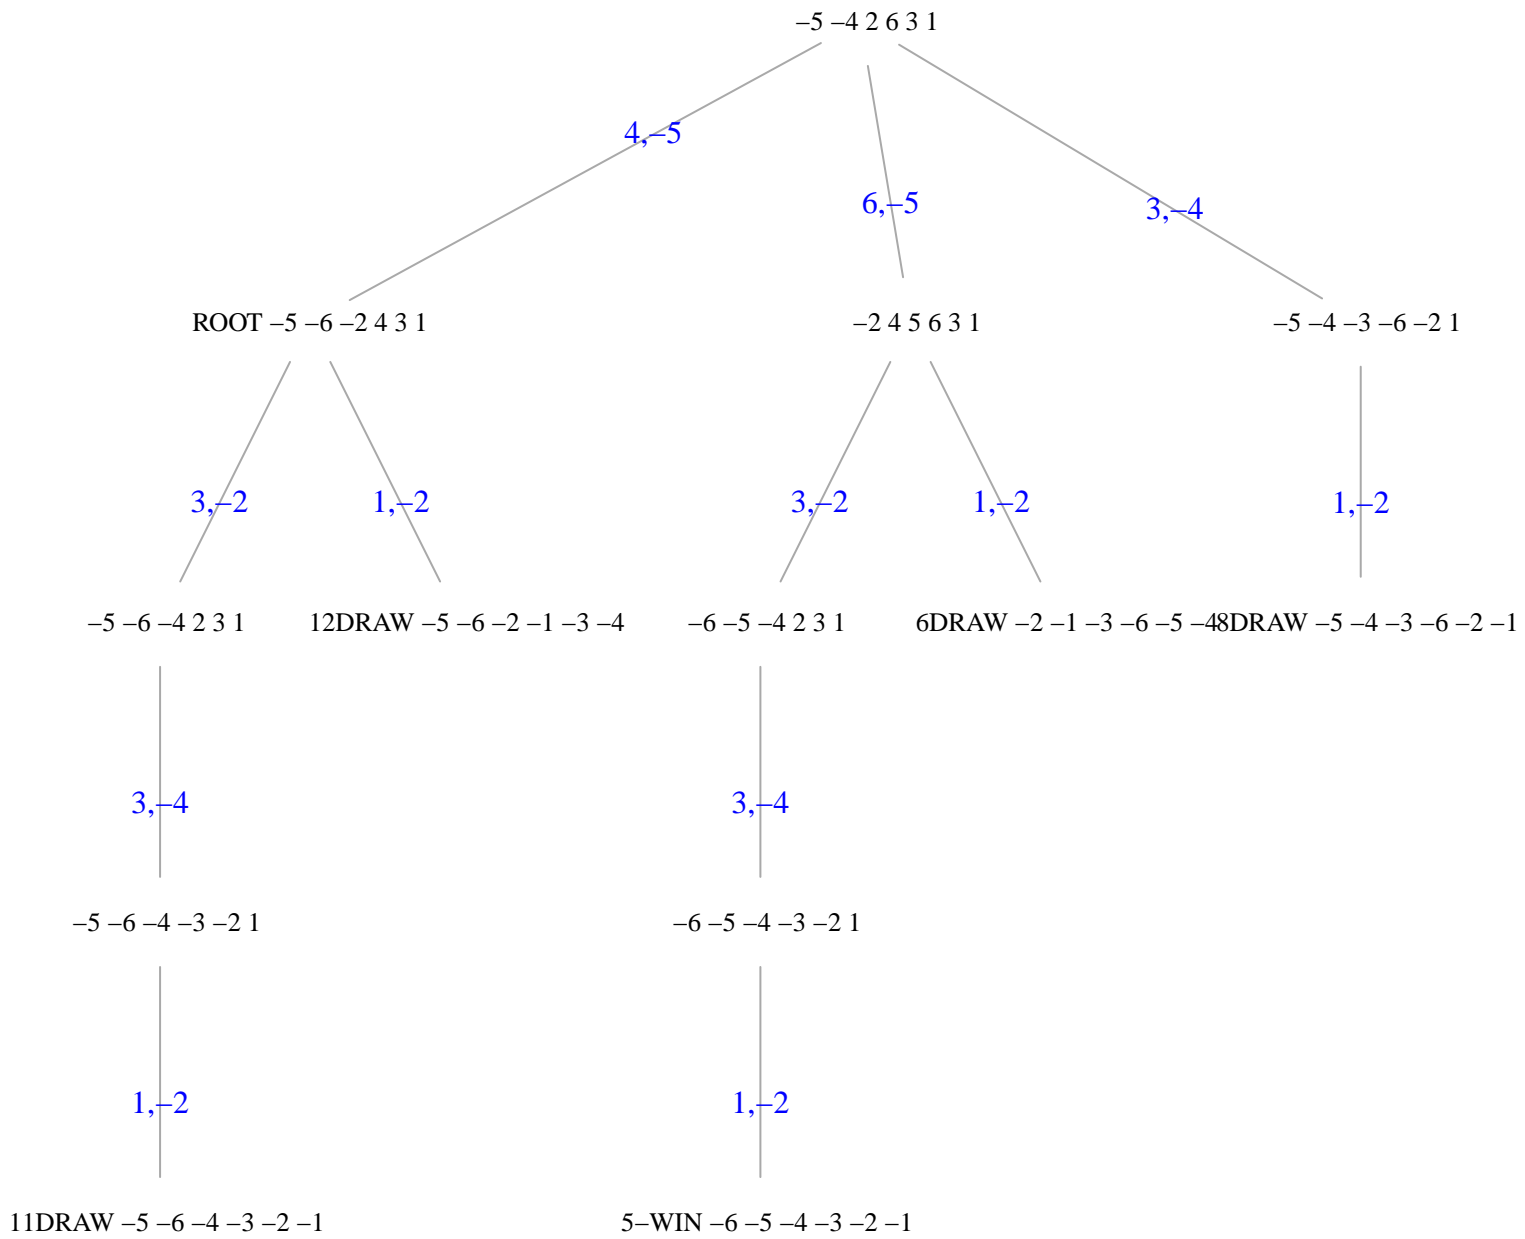 –5 –4 2 6 3 1
4,–5
6,–5
3,–4
ROOT –5 –6 –2 4 3 1
–2 4 5 6 3 1
–5 –4 –3 –6 –2 1
3,–2
1,–2
3,–2
1,–2
1,–2
–5 –6 –4 2 3 1
12DRAW –5 –6 –2 –1 –3 –4
–6 –5 –4 2 3 1
6DRAW –2 –1 –3 –6 –5 –4
8DRAW –5 –4 –3 –6 –2 –1
3,–4
3,–4
–5 –6 –4 –3 –2 1
–6 –5 –4 –3 –2 1
1,–2
1,–2
11DRAW –5 –6 –4 –3 –2 –1
5–WIN –6 –5 –4 –3 –2 –1